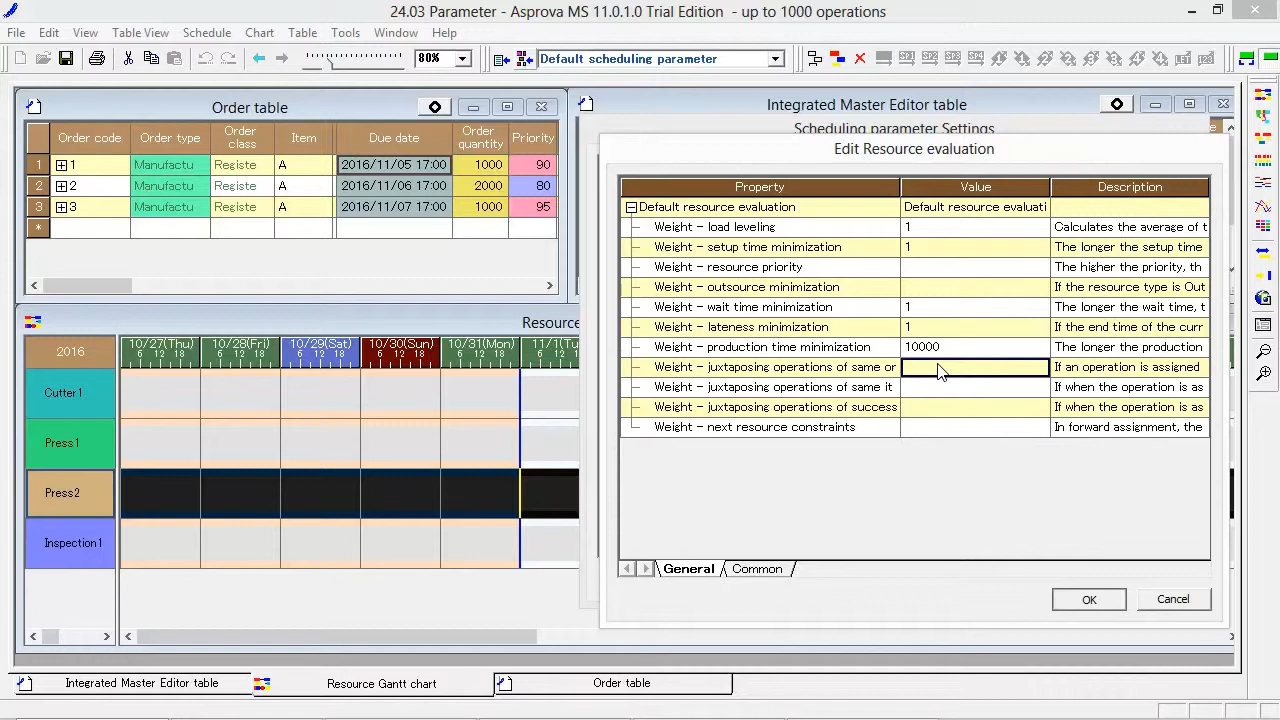 24.03 Parameter - Asprova MS 11.0.1.0 Trial Edition - up to 1000 operations
File Edit View Table View Schedule Chart Table Tools Window Help
80% Default scheduling parameter
Order table
Order code Order type Order class Item Due date Order quantity Priority
1 1 Manufactu Registe A 2016/11/05 17:00 1000 90
2 2 Manufactu Registe A 2016/11/06 17:00 2000 80
3 3 Manufactu Registe A 2016/11/07 17:00 1000 95
*
Integrated Master Editor table
Scheduling parameter Settings
Edit Resource evaluation
Property Value Description
Default resource evaluation Default resource evaluati
Weight - load leveling 1 Calculates the average of t
Weight - setup time minimization 1 The longer the setup time
Weight - resource priority The higher the priority, th
Weight - outsource minimization If the resource type is Out
Weight - wait time minimization 1 The longer the wait time, t
Weight - lateness minimization 1 If the end time of the curr
Weight - production time minimization 10000 The longer the production
Weight - juxtaposing operations of same or If an operation is assigned
Weight - juxtaposing operations of same it If when the operation is as
Weight - juxtaposing operations of success If when the operation is as
Weight - next resource constraints In forward assignment, the
General Common
OK Cancel
Resource
2016 10/27(Thu) 10/28(Fri) 10/29(Sat) 10/30(Sun) 10/31(Mon) 11/1(Tu
6 12 18 6 12 18 6 12 18 6 12 18 6 12 18 6 12
Cutter1
Press1
Press2
Inspection1
Integrated Master Editor table Resource Gantt chart Order table